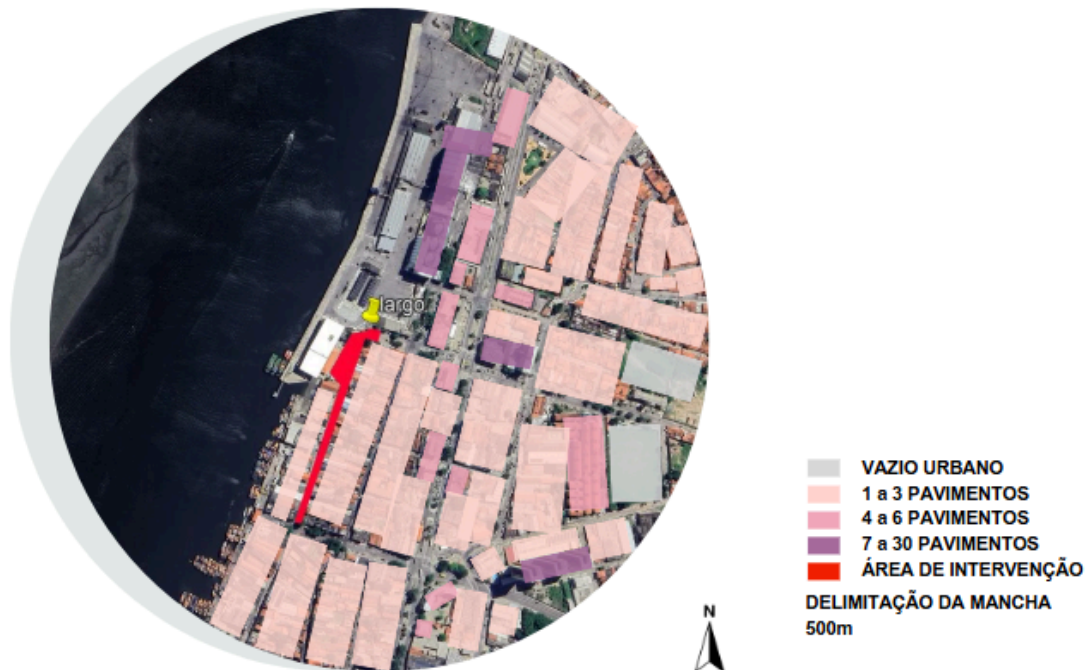 largo
VAZIO URBANO
1 a 3 PAVIMENTOS
4 a 6 PAVIMENTOS
7 a 30 PAVIMENTOS
ÁREA DE INTERVENÇÃO
DELIMITAÇÃO DA MANCHA
500m
N